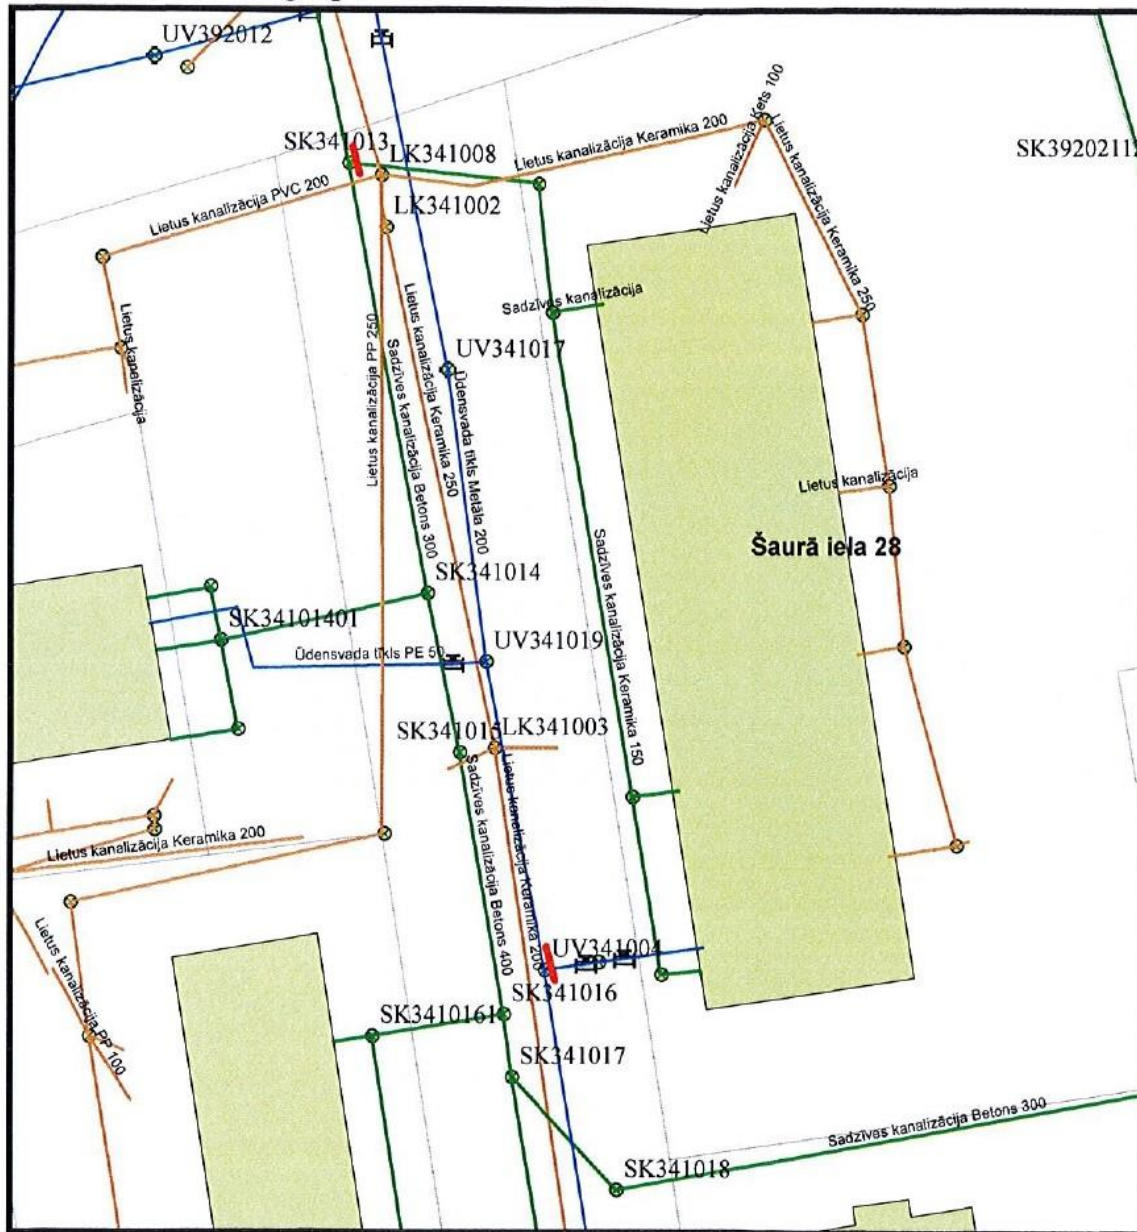 UV392012
SK341013
LK341008
Lietus kanalizācija Keramika 200
Lietus kanalizācija Kets 100
Lietus kanalizācija Keramika 250
SK39202112
Lietus kanalizācija PVC 200
LK341002
Lietus kanalizācija
Sadzīves kanalizācija
UV341017
Lietus kanalizācija PP 250
Sadzīves kanalizācija Betons 300
Lietus kanalizācija Keramika 250
Ūdensvada tīkls Metāla 200
Lietus kanalizācija
Šaurā iela 28
Sadzīves kanalizācija Keramika 150
SK341014
SK34101401
Ūdensvada tīkls PE 50
UV341019
SK341015
LK341003
Sadzīves kanalizācija Betons 400
Lietus kanalizācija Keramika 200
Lietus kanalizācija Keramika 200
Lietus kanalizācija PP 100
UV341004
SK341016
SK3410161
SK341017
Sadzīves kanalizācija Betons 300
SK341018